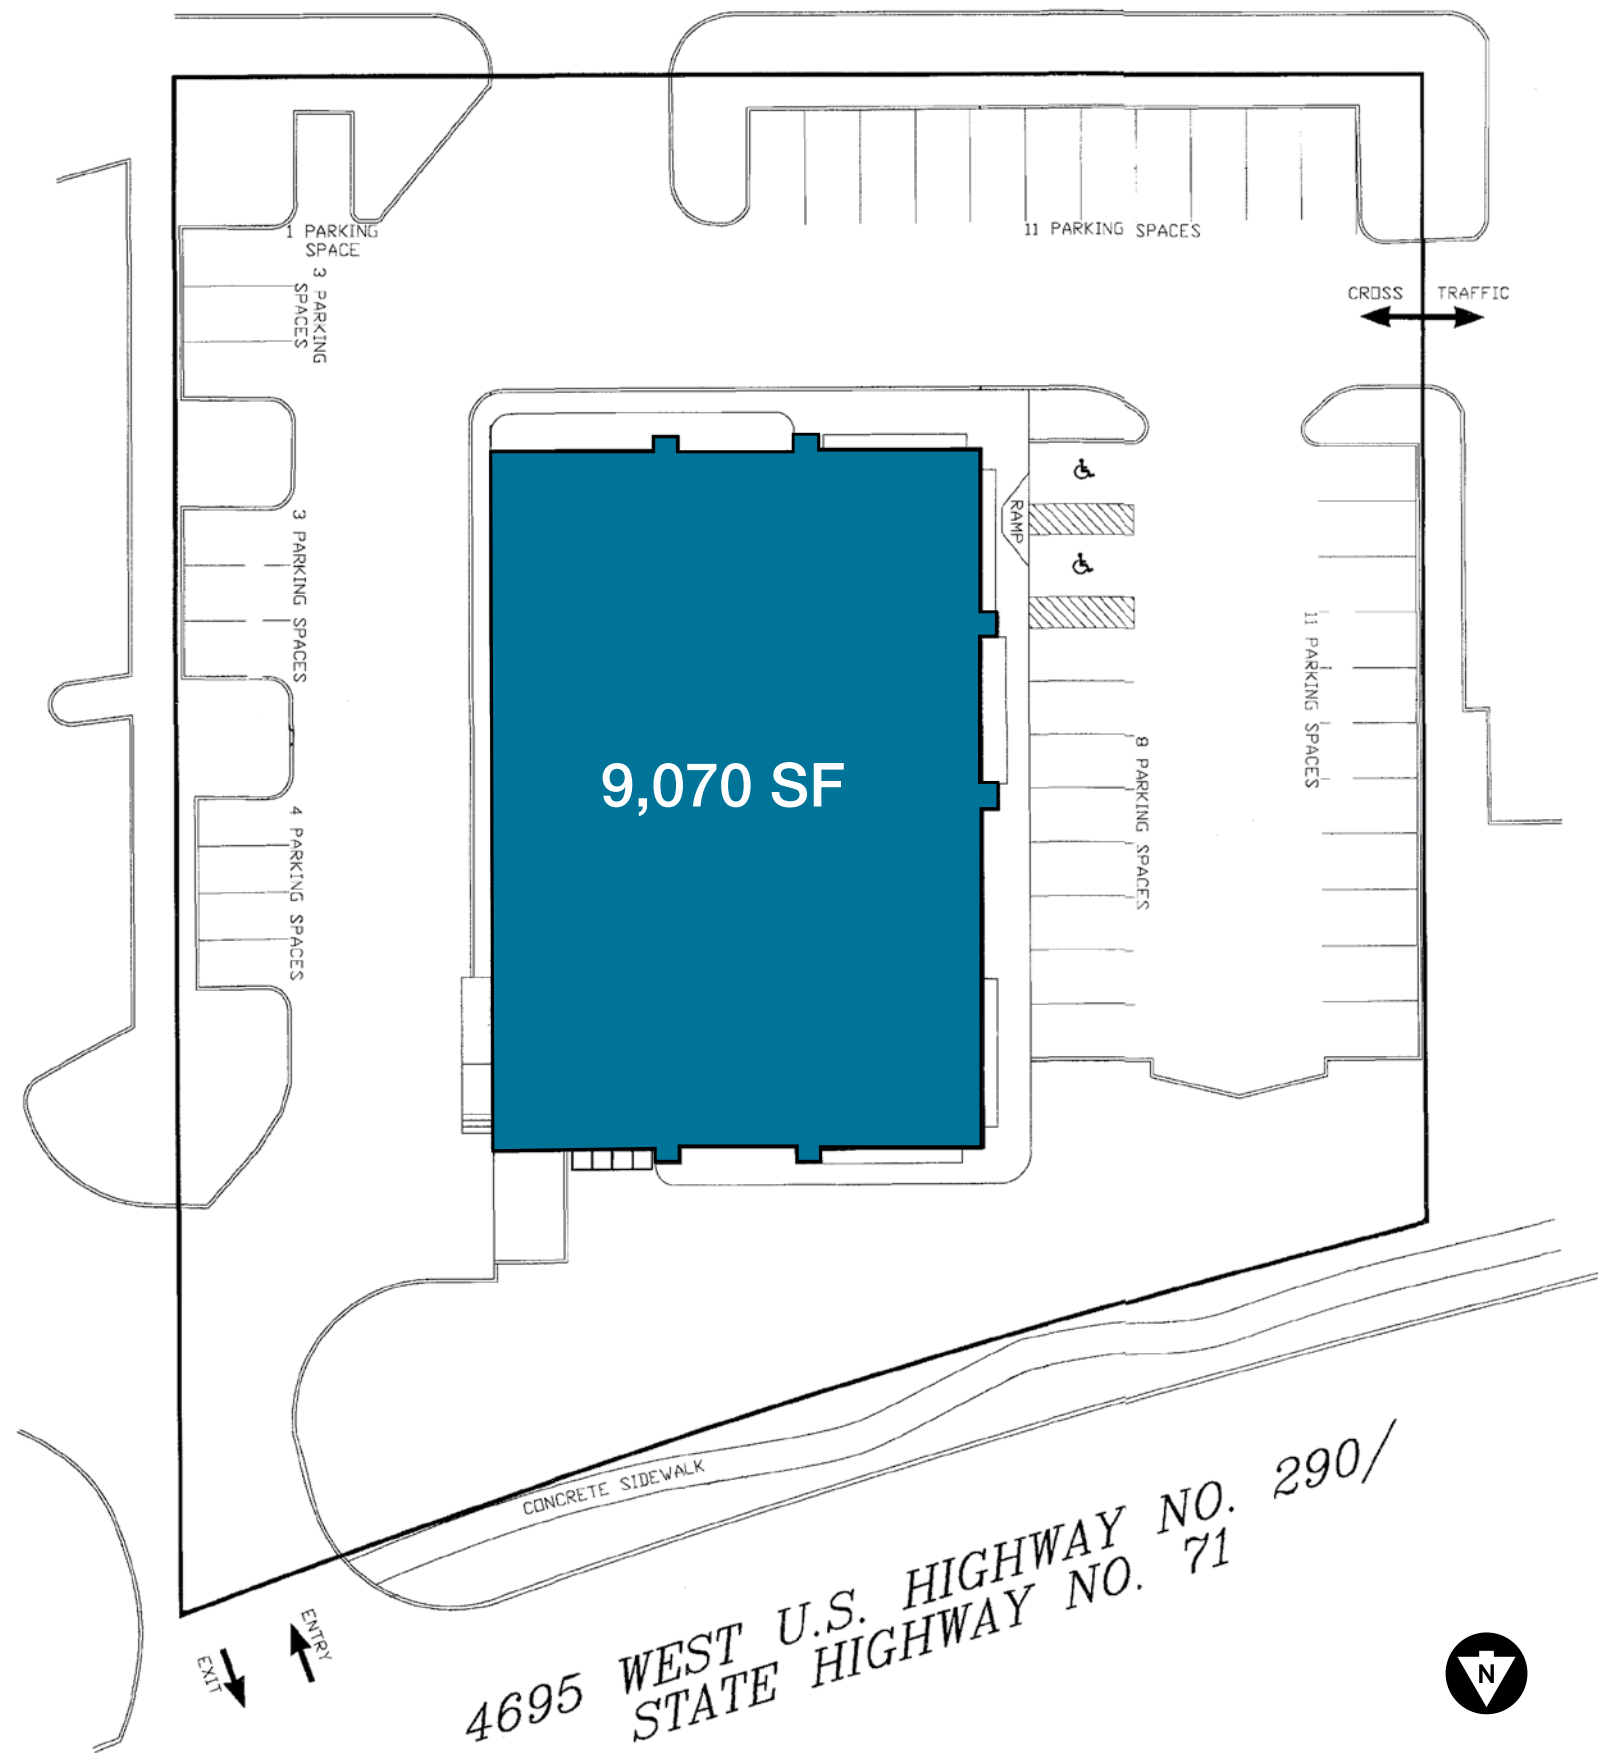 1 PARKING
SPACE
11 PARKING SPACES
3 PARKING
SPACES
CROSS TRAFFIC
RAMP
3 PARKING SPACES
11 PARKING SPACES
9,070 SF
8 PARKING SPACES
4 PARKING SPACES
CONCRETE SIDEWALK
4695 WEST U.S. HIGHWAY NO. 290/
STATE HIGHWAY NO. 71
ENTRY
EXIT
N